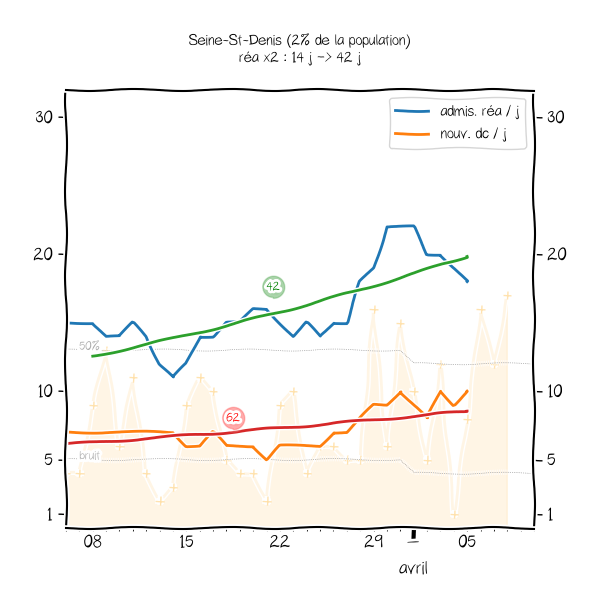 Seine-St-Denis (2% de la population)
réa x2 : 14 j -> 42 j
admis. réa / j
nouv. dc / j
30
30
20
20
42
50%
10
10
62
bruit
5
5
1
1
08 15 22 29 1 05
avril